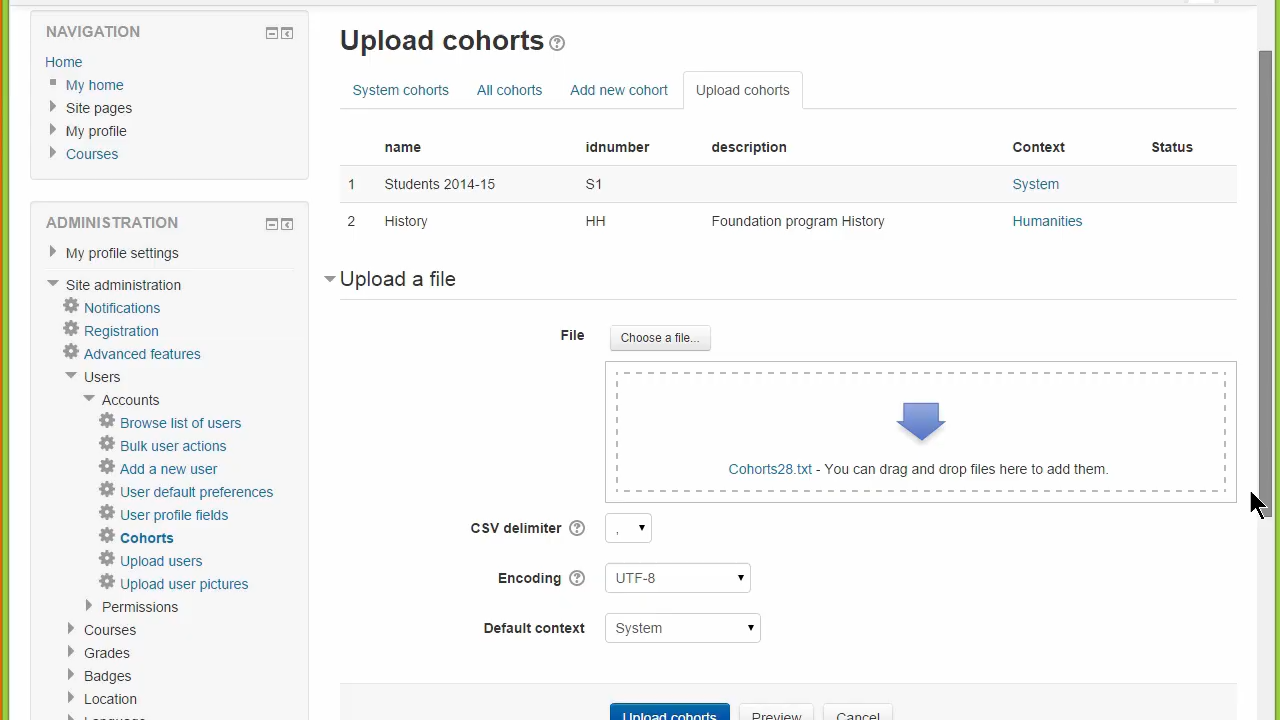 NAVIGATION
Home
My home
Site pages
My profile
Courses
ADMINISTRATION
My profile settings
Site administration
Notifications
Registration
Advanced features
Users
Accounts
Browse list of users
Bulk user actions
Add a new user
User default preferences
User profile fields
Cohorts
Upload users
Upload user pictures
Permissions
Courses
Grades
Badges
Location
Language
Upload cohorts
System cohorts All cohorts Add new cohort Upload cohorts
name idnumber description Context Status
1 Students 2014-15 S1 System
2 History HH Foundation program History Humanities
Upload a file
File Choose a file...
Cohorts28.txt - You can drag and drop files here to add them.
CSV delimiter ,
Encoding UTF-8
Default context System
Upload cohorts Preview Cancel